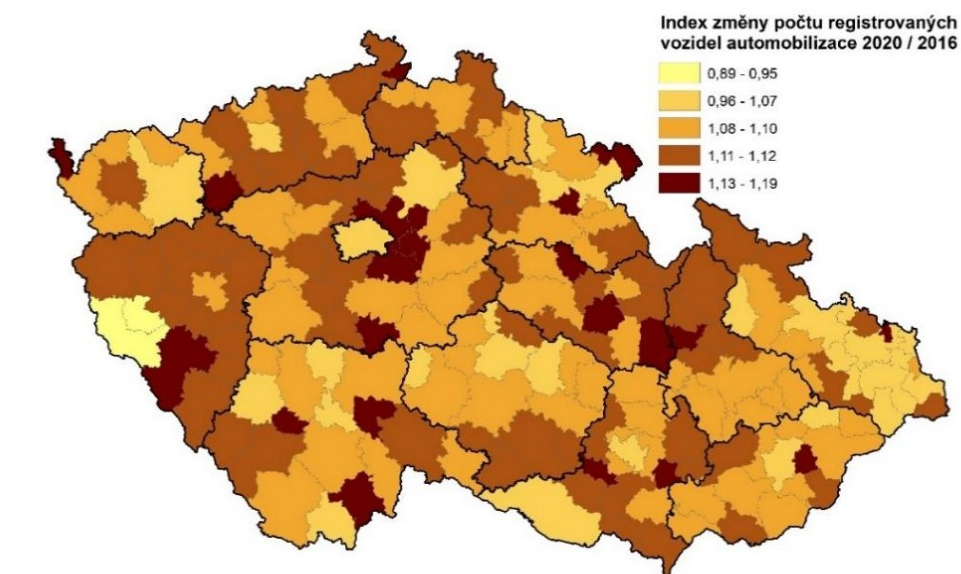 Index změny počtu registrovaných
vozidel automobilizace 2020 / 2016
0,89 - 0,95
0,96 - 1,07
1,08 - 1,10
1,11 - 1,12
1,13 - 1,19